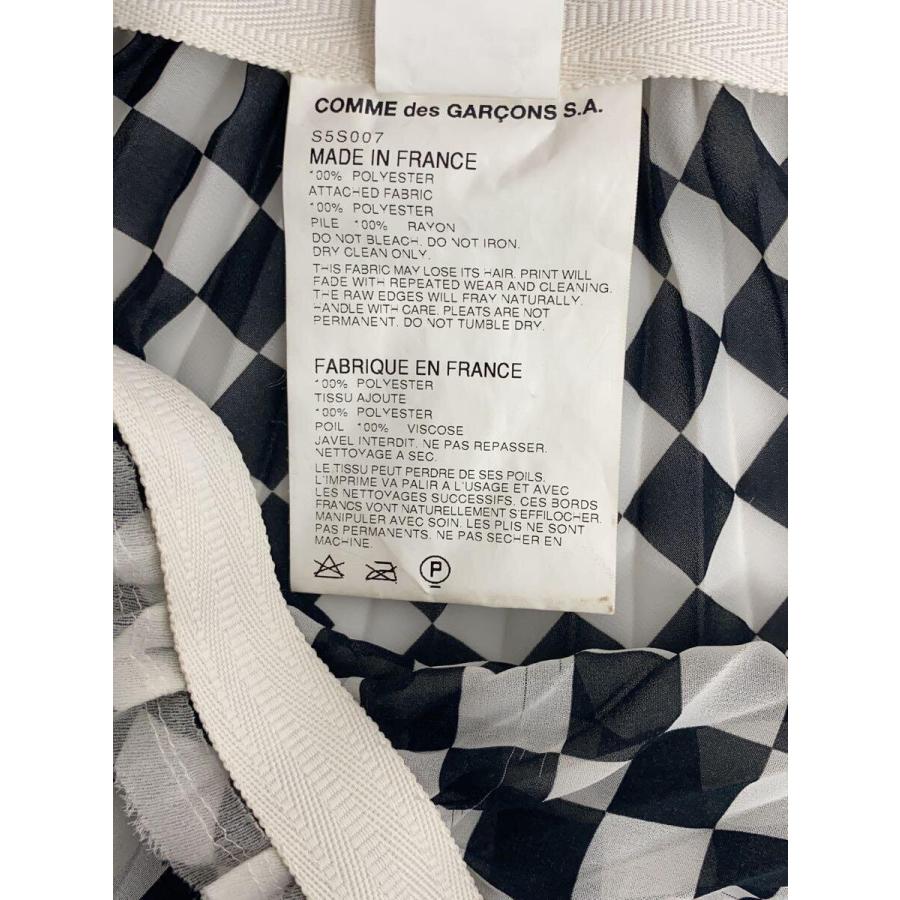 COMME des GARÇONS S.A.
S5S007
MADE IN FRANCE
100% POLYESTER
ATTACHED FABRIC
100% POLYESTER
PILE 100% RAYON
DO NOT BLEACH. DO NOT IRON.
DRY CLEAN ONLY.
THIS FABRIC MAY LOSE ITS HAIR. PRINT WILL
FADE WITH REPEATED WEAR AND CLEANING.
THE RAW EDGES WILL FRAY NATURALLY.
HANDLE WITH CARE. PLEATS ARE NOT
PERMANENT. DO NOT TUMBLE DRY.
FABRIQUE EN FRANCE
100% POLYESTER
TISSU AJOUTE
100% POLYESTER
POIL 100% VISCOSE
JAVEL INTERDIT. NE PAS REPASSER.
NETTOYAGE A SEC.
LE TISSU PEUT PERDRE DE SES POILS.
L'IMPRIME VA PALIR A L'USAGE ET AVEC
LES NETTOYAGES SUCCESSIFS. CES BORDS
FRANCS VONT NATURELLEMENT S'EFFILOCHER.
MANIPULER AVEC SOIN. LES PLIS NE SONT
PAS PERMANENTS. NE PAS SECHER EN
MACHINE.
P